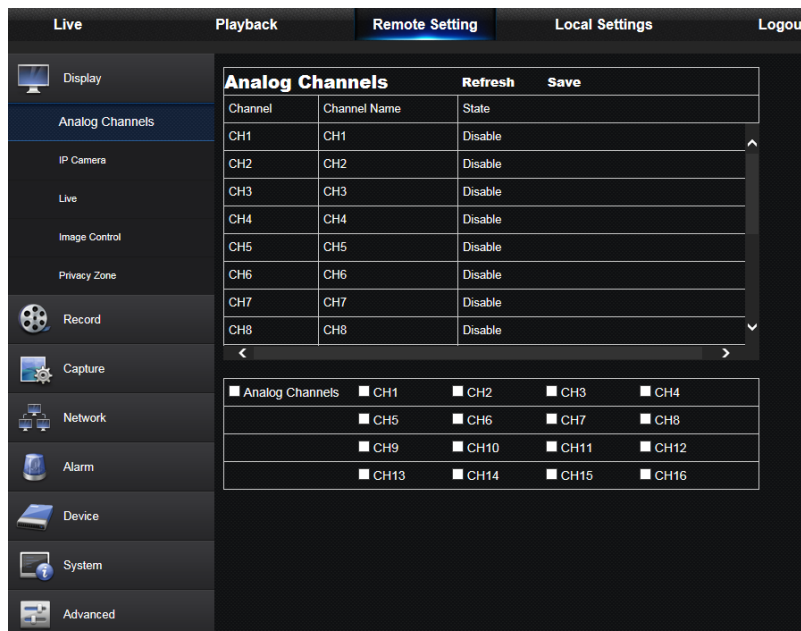 Live Playback Remote Setting Local Settings Logou
Display
Analog Channels
IP Camera
Live
Image Control
Privacy Zone
Record
Capture
Network
Alarm
Device
System
Advanced
Analog Channels Refresh Save
Channel Channel Name State
CH1 CH1 Disable
CH2 CH2 Disable
CH3 CH3 Disable
CH4 CH4 Disable
CH5 CH5 Disable
CH6 CH6 Disable
CH7 CH7 Disable
CH8 CH8 Disable
Analog Channels CH1 CH2 CH3 CH4
CH5 CH6 CH7 CH8
CH9 CH10 CH11 CH12
CH13 CH14 CH15 CH16